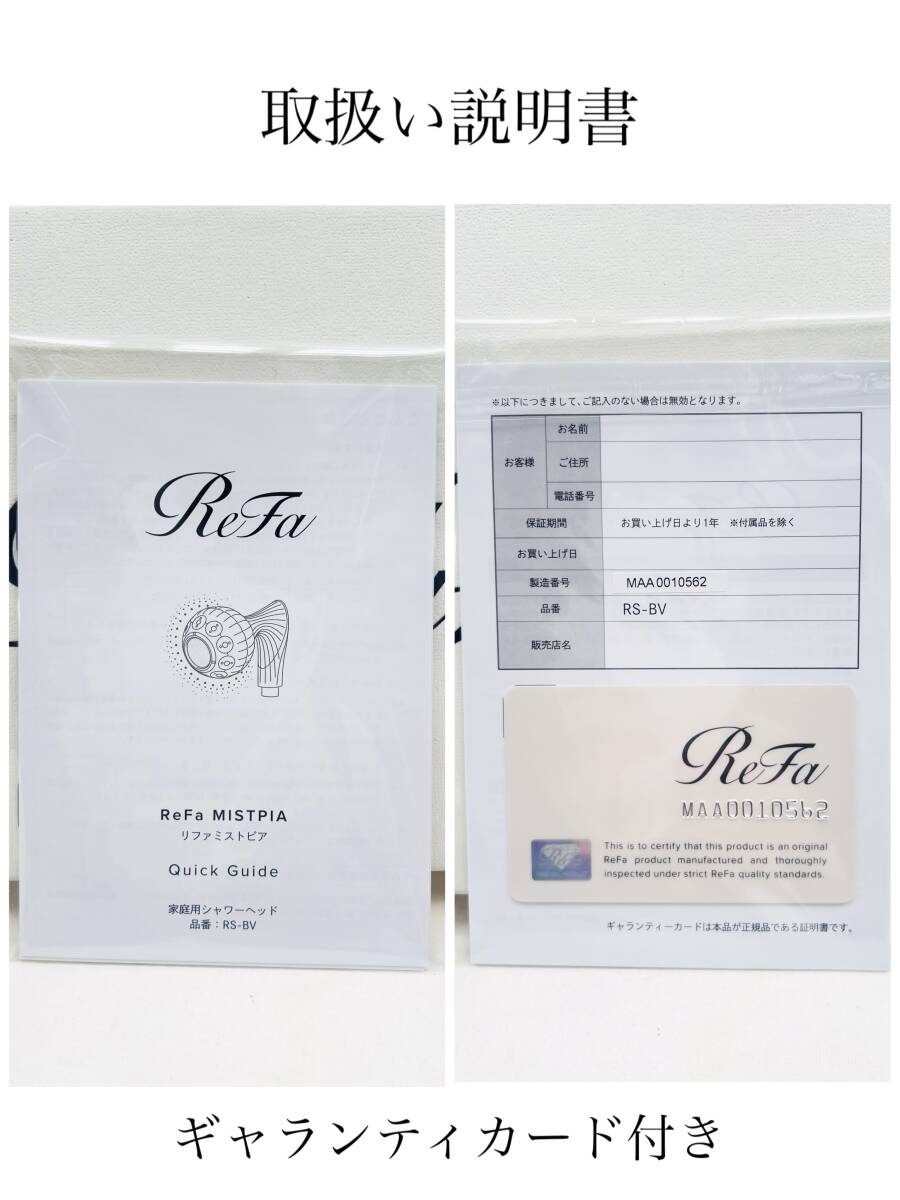 取扱い説明書
ReFa
ReFa MISTPIA
リファミストピア
Quick Guide
家庭用シャワーヘッド
品番：RS-BV
※以下につきまして、ご記入のない場合は無効となります。
お客様
お名前
ご住所
電話番号
保証期間 お買い上げ日より1年 ※付属品を除く
お買い上げ日
製造番号 MAA0010562
品番 RS-BV
販売店名
ReFa
MAA0010562
ReFa
This is to certify that this product is an original
ReFa product manufactured and thoroughly
inspected under strict ReFa quality standards.
ギャランティーカードは本品が正規品である証明書です。
ギャランティカード付き